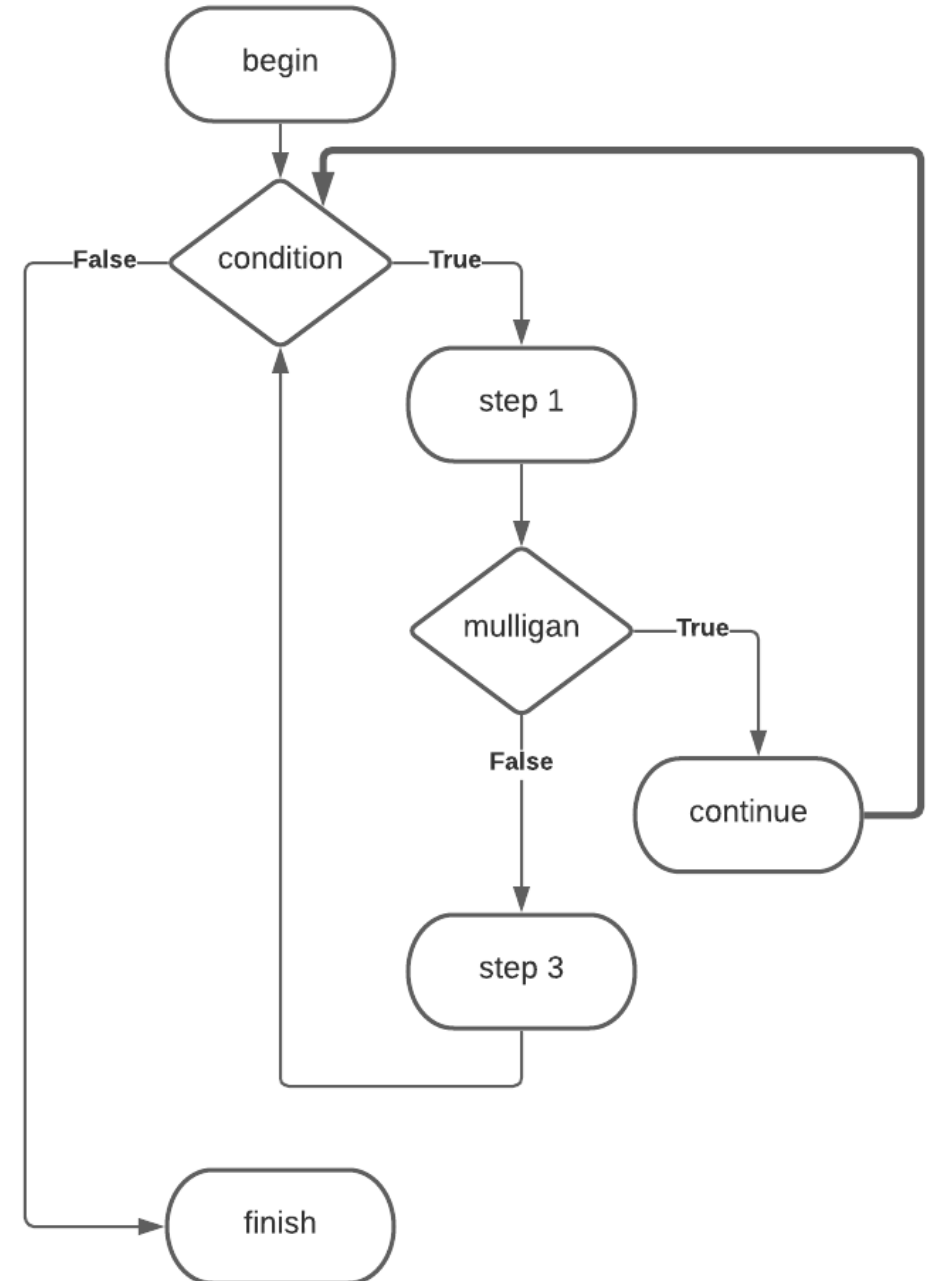 begin
condition
False
True
step 1
mulligan
True
False
continue
step 3
finish